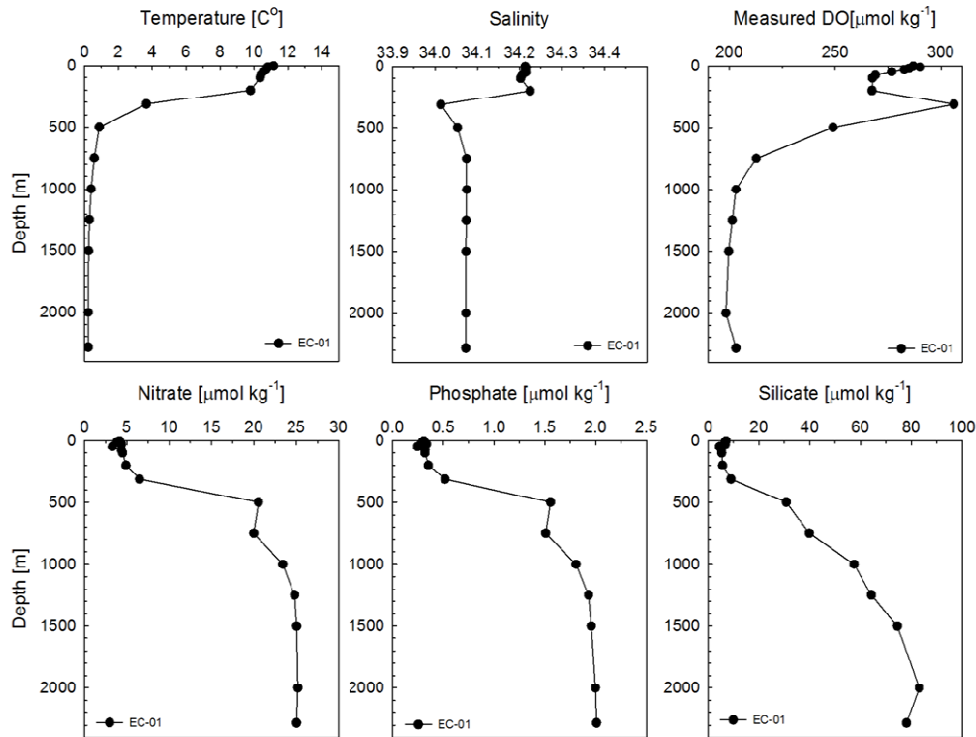 Temperature [Cº]
Salinity
Measured DO[μmol kg⁻¹]
0 2 4 6 8 10 12 14
33.9 34.0 34.1 34.2 34.3 34.4
200 250 300
0
500
1000
1500
2000
Depth [m]
EC-01
EC-01
EC-01
Nitrate [μmol kg⁻¹]
Phosphate [μmol kg⁻¹]
Silicate [μmol kg⁻¹]
0 5 10 15 20 25 30
0.0 0.5 1.0 1.5 2.0 2.5
0 20 40 60 80 100
0
500
1000
1500
2000
Depth [m]
EC-01
EC-01
EC-01